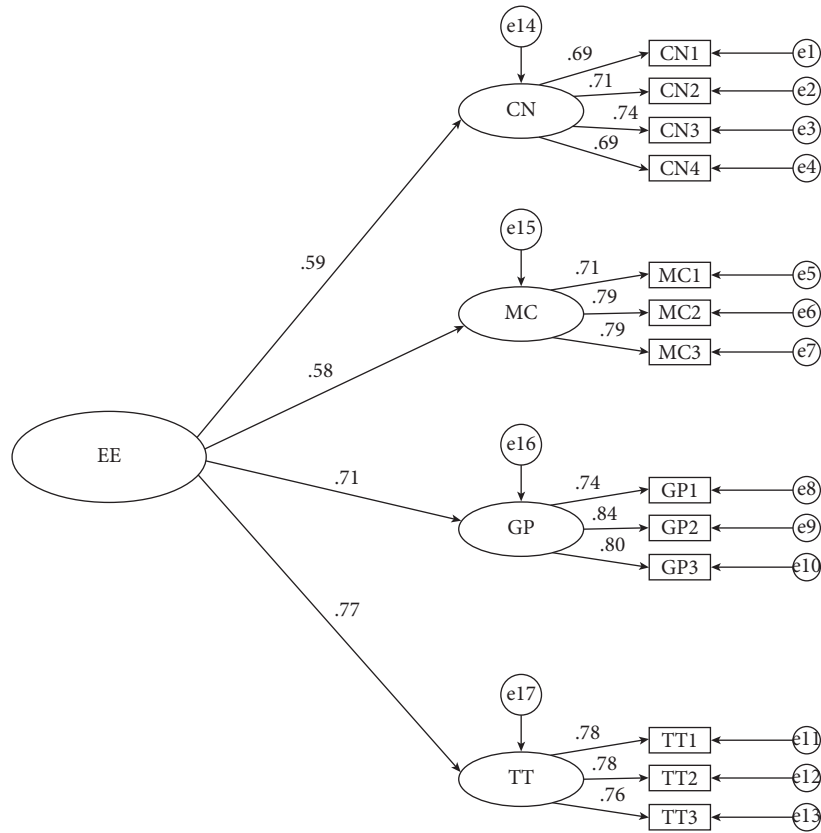 e14
.69
CN1
e1
.71
CN2
e2
CN
.74
CN3
e3
.69
CN4
e4
e15
.59
.71
MC1
e5
.79
MC2
e6
MC
.79
MC3
e7
.58
EE
e16
.71
.74
GP1
e8
.84
GP2
e9
GP
.80
GP3
e10
.77
e17
.78
TT1
e11
.78
TT2
e12
TT
.76
TT3
e13